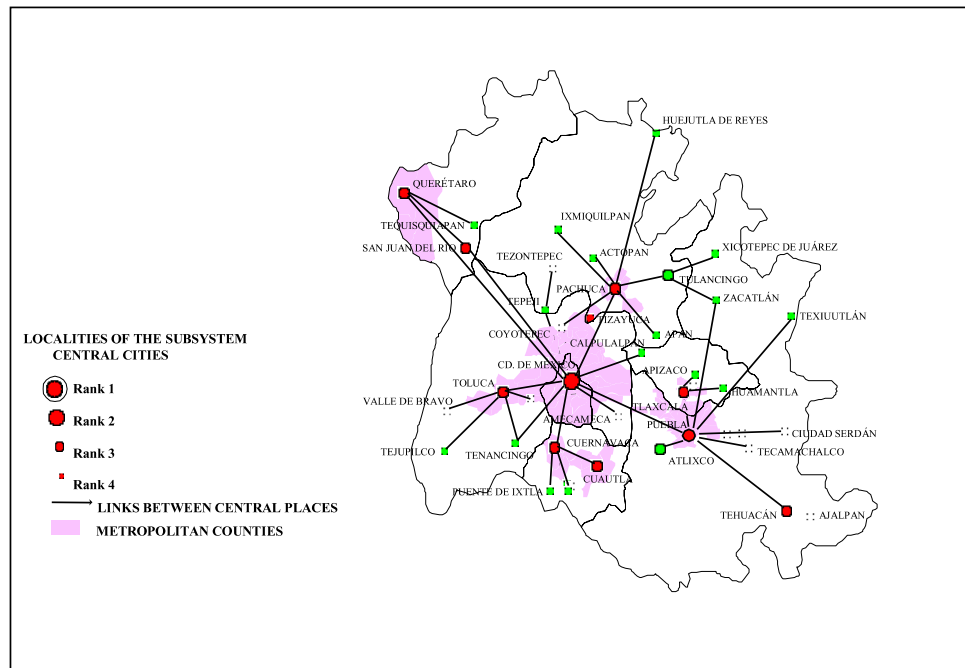 HUEJUTLA DE REYES
QUERÉTARO
IXMIQUILPAN
TEQUISQUIAPAN
SAN JUAN DEL RIO
ACTOPAN
XICOTEPEC DE JUÁREZ
TEZONTEPEC
PACHUCA
TULANCINGO
TEPEJI
ZACATLÁN
TIZAYUCA
TEXIUUTLÁN
COYOTEPEC
APAN
CALPULALPAN
LOCALITIES OF THE SUBSYSTEM
CENTRAL CITIES
CD. DE MEXICO
APIZACO
Rank 1
TOLUCA
HUAMANTLA
VALLE DE BRAVO
TLAXCALA
Rank 2
AMECAMECA
PUEBLA
CIUDAD SERDÁN
CUERNAVACA
TECAMACHALCO
Rank 3
TEJUPILCO
TENANCINGO
ATLIXCO
CUAUTLA
Rank 4
PUENTE DE IXTLA
LINKS BETWEEN CENTRAL PLACES
TEHUACÁN
AJALPAN
METROPOLITAN COUNTIES